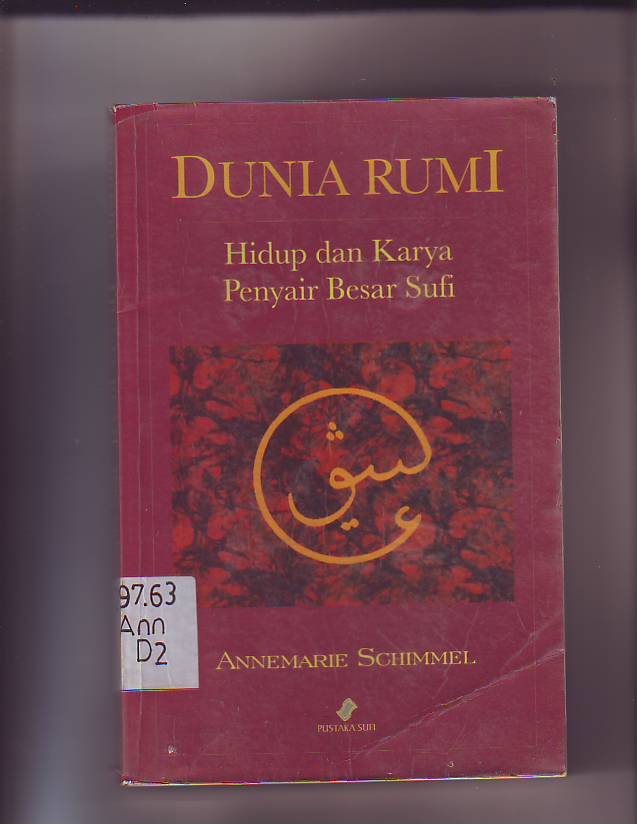 DUNIA RUMI
Hidup dan Karya
Penyair Besar Sufi
عشق
97.63
Ann
D2
ANNEMARIE SCHIMMEL
PUSTAKA SUFI